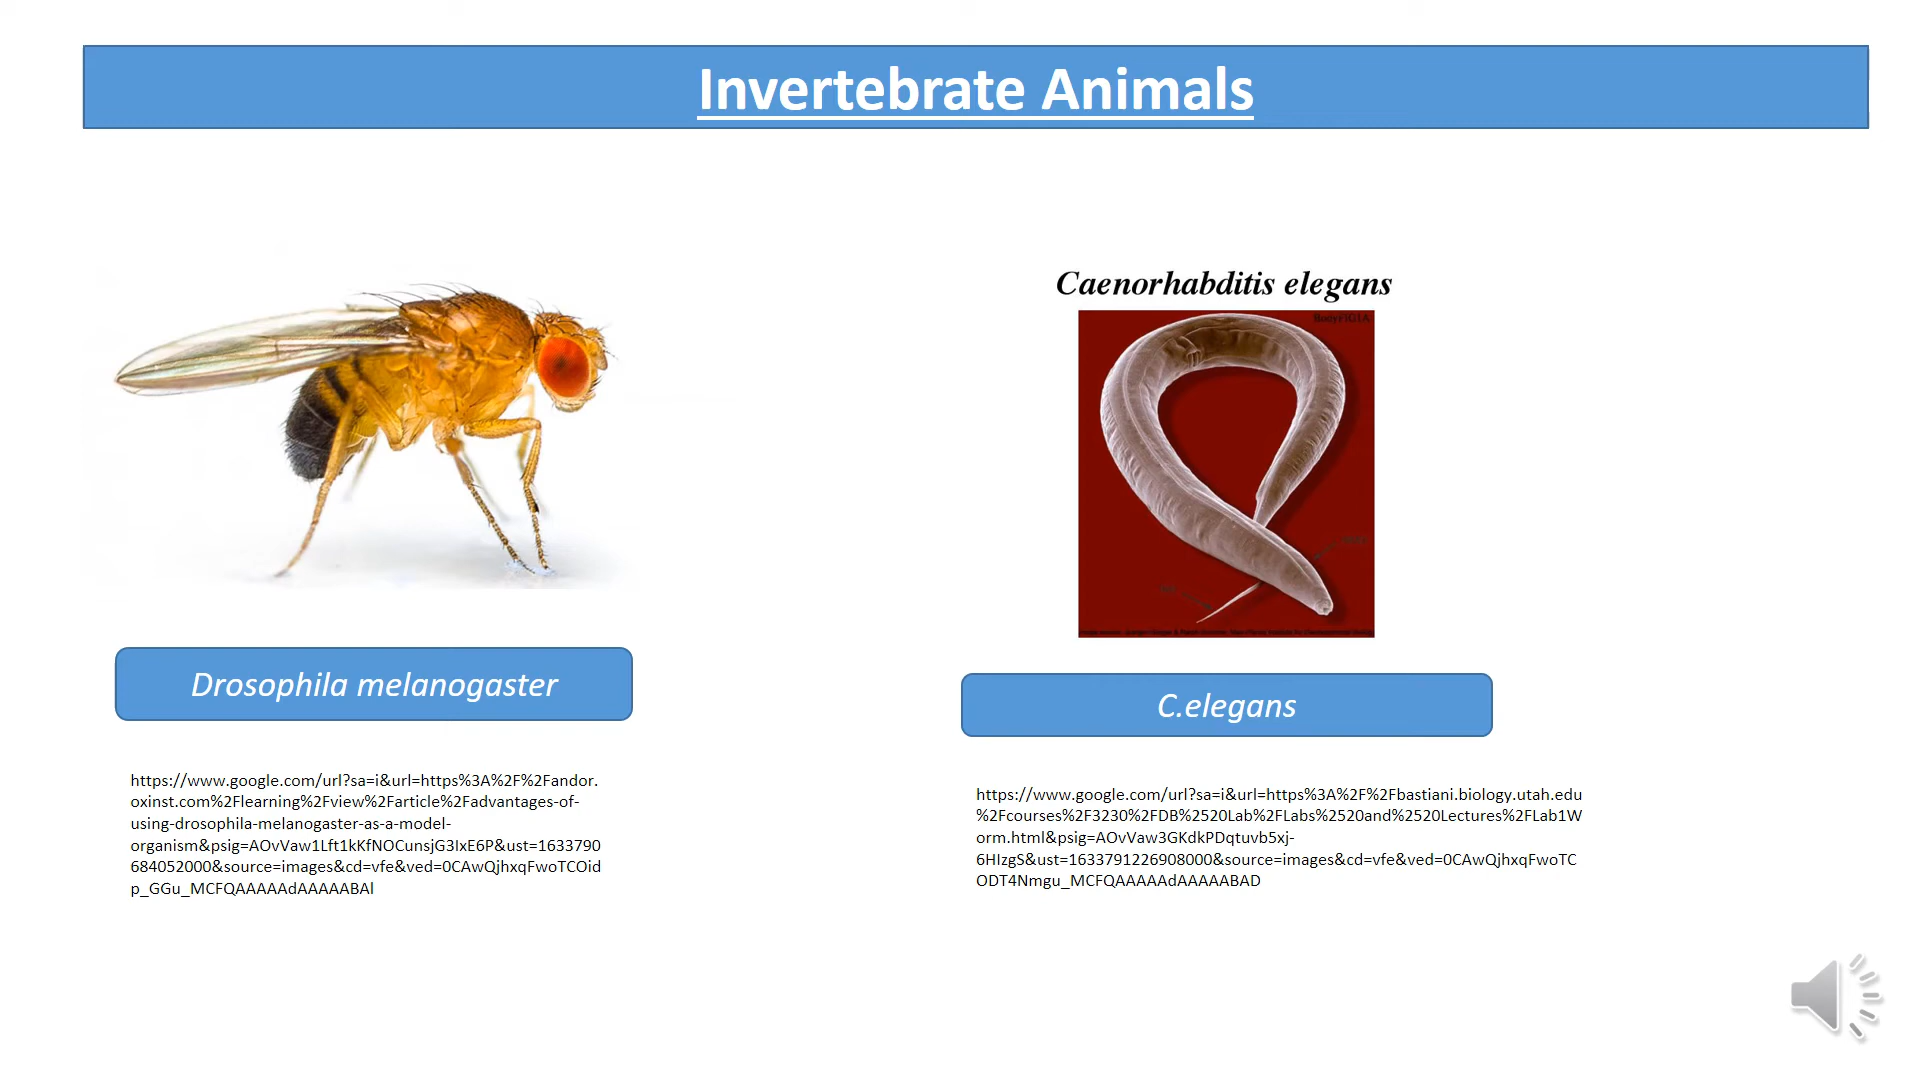 Invertebrate Animals
Caenorhabditis elegans
Drosophila melanogaster
C.elegans
https://www.google.com/url?sa=i&url=https%3A%2F%2Fandor.
oxinst.com%2Flearning%2Fview%2Farticle%2Fadvantages-of-
using-drosophila-melanogaster-as-a-model-
organism&psig=AOvVaw1Lft1kKfNOCunsjG3IxE6P&ust=1633790
684052000&source=images&cd=vfe&ved=0CAwQjhxqFwoTCOid
p_GGu_MCFQAAAAAdAAAAABAl
https://www.google.com/url?sa=i&url=https%3A%2F%2Fbastiani.biology.utah.edu
%2Fcourses%2F3230%2FDB%2520Lab%2FLabs%2520and%2520Lectures%2FLab1W
orm.html&psig=AOvVaw3GKdkPDqtuvb5xj-
6HIzgS&ust=1633791226908000&source=images&cd=vfe&ved=0CAwQjhxqFwoTC
ODT4Nmgu_MCFQAAAAAdAAAAABAD